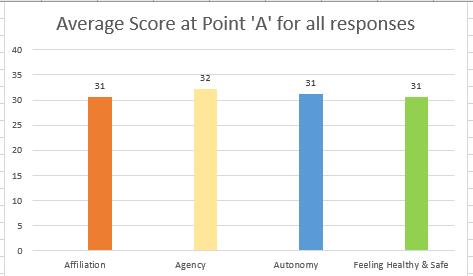 Average Score at Point 'A' for all responses
40
35
30
25
20
15
10
5
0
31
32
31
31
Affiliation
Agency
Autonomy
Feeling Healthy & Safe